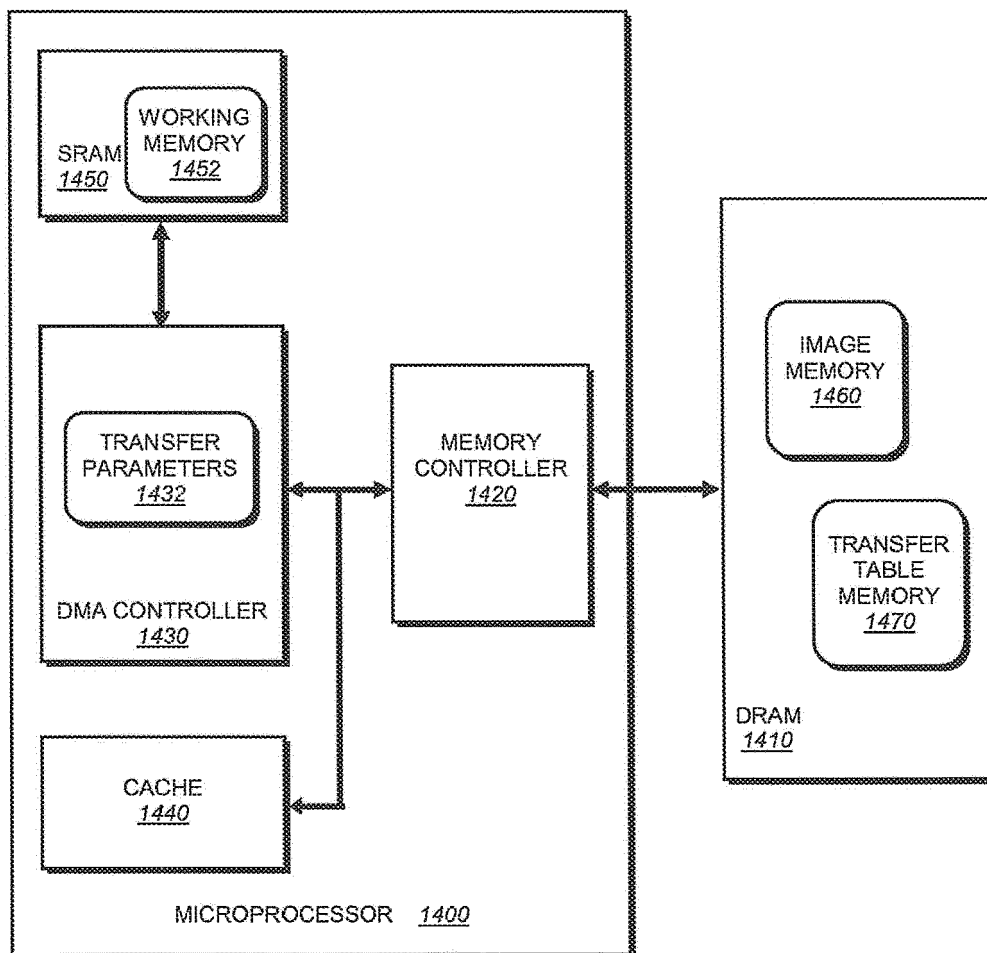 WORKING
MEMORY
1452
SRAM
1450
TRANSFER
PARAMETERS
1432
DMA CONTROLLER
1430
MEMORY
CONTROLLER
1420
IMAGE
MEMORY
1460
TRANSFER
TABLE
MEMORY
1470
DRAM
1410
CACHE
1440
MICROPROCESSOR 1400